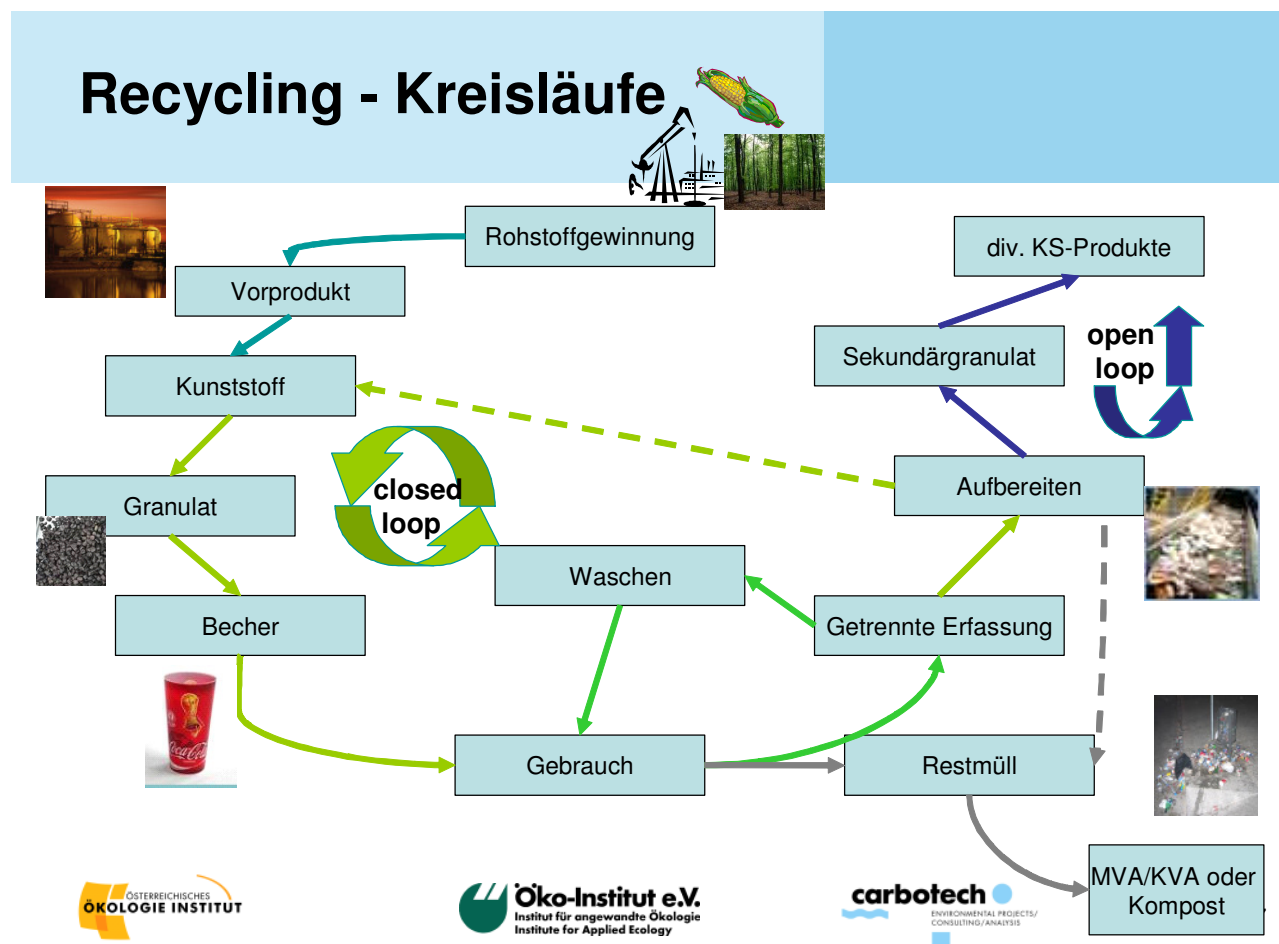 Recycling - Kreisläufe
Rohstoffgewinnung
div. KS-Produkte
Vorprodukt
Sekundärgranulat
open
loop
Kunststoff
Aufbereiten
closed
loop
Granulat
Waschen
Becher
Getrennte Erfassung
Coca-Cola
Gebrauch
Restmüll
MVA/KVA oder
Kompost
ÖSTERREICHISCHES
ÖKOLOGIE INSTITUT
Öko-Institut e.V.
Institut für angewandte Ökologie
Institute for Applied Ecology
carbotech
ENVIRONMENTAL PROJECTS/
CONSULTING/ANALYSIS